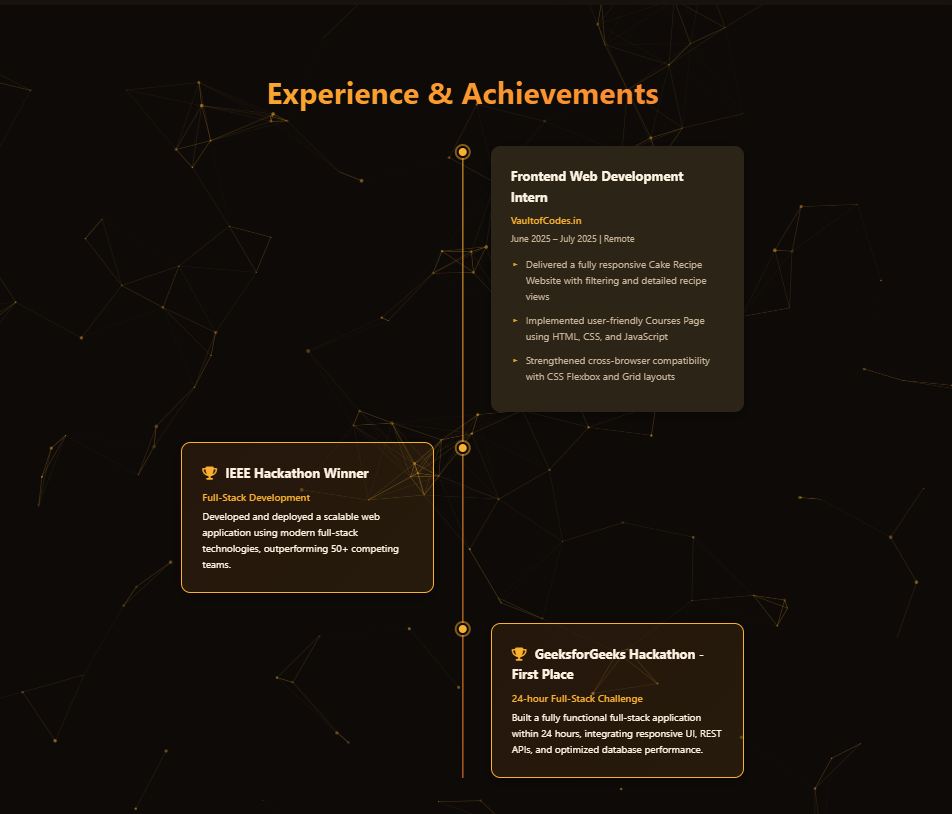 Experience & Achievements
Frontend Web Development
Intern
VaultofCodes.in
June 2025 – July 2025 | Remote
► Delivered a fully responsive Cake Recipe
Website with filtering and detailed recipe
views
► Implemented user-friendly Courses Page
using HTML, CSS, and JavaScript
► Strengthened cross-browser compatibility
with CSS Flexbox and Grid layouts
IEEE Hackathon Winner
Full-Stack Development
Developed and deployed a scalable web
application using modern full-stack
technologies, outperforming 50+ competing
teams.
GeeksforGeeks Hackathon -
First Place
24-hour Full-Stack Challenge
Built a fully functional full-stack application
within 24 hours, integrating responsive UI, REST
APIs, and optimized database performance.